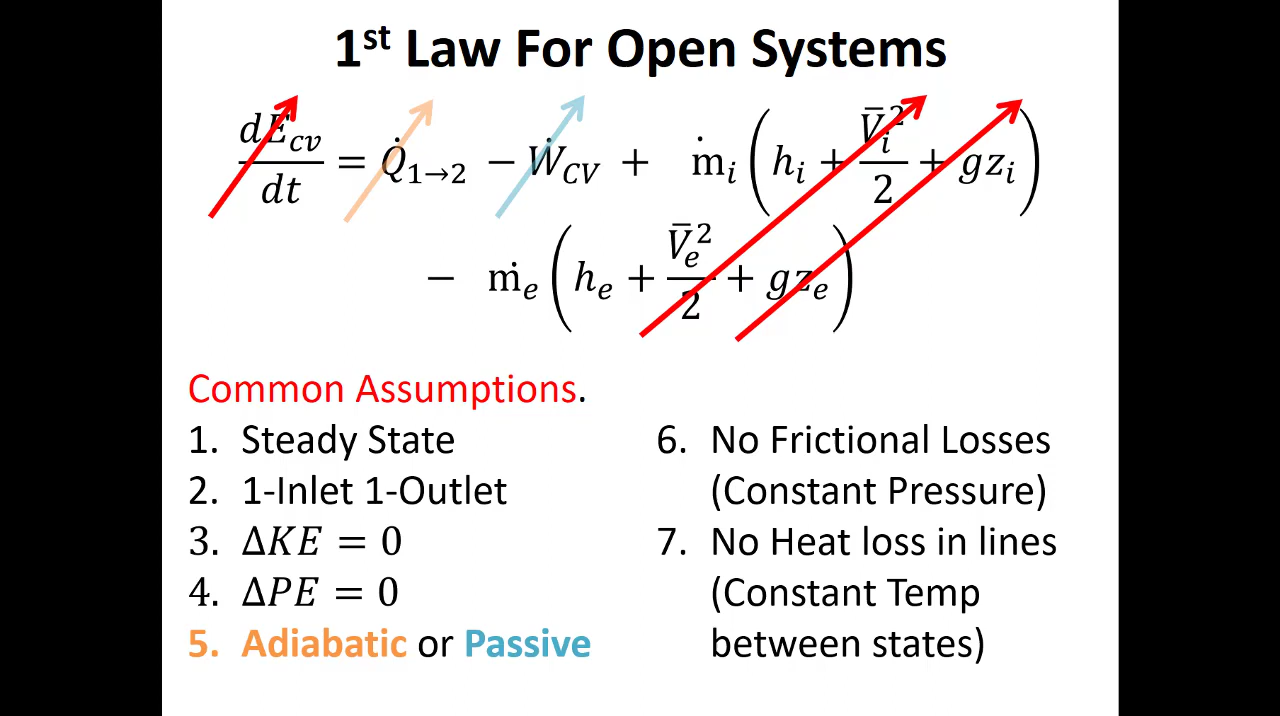 1st Law For Open Systems
dE_cv/dt = Q̇_1→2 − Ẇ_CV + ṁ_i (h_i + V̄_i²/2 + gz_i)
− ṁ_e (h_e + V̄_e²/2 + gz_e)
Common Assumptions.
1. Steady State
2. 1-Inlet 1-Outlet
3. ΔKE = 0
4. ΔPE = 0
5. Adiabatic or Passive
6. No Frictional Losses
(Constant Pressure)
7. No Heat loss in lines
(Constant Temp
between states)